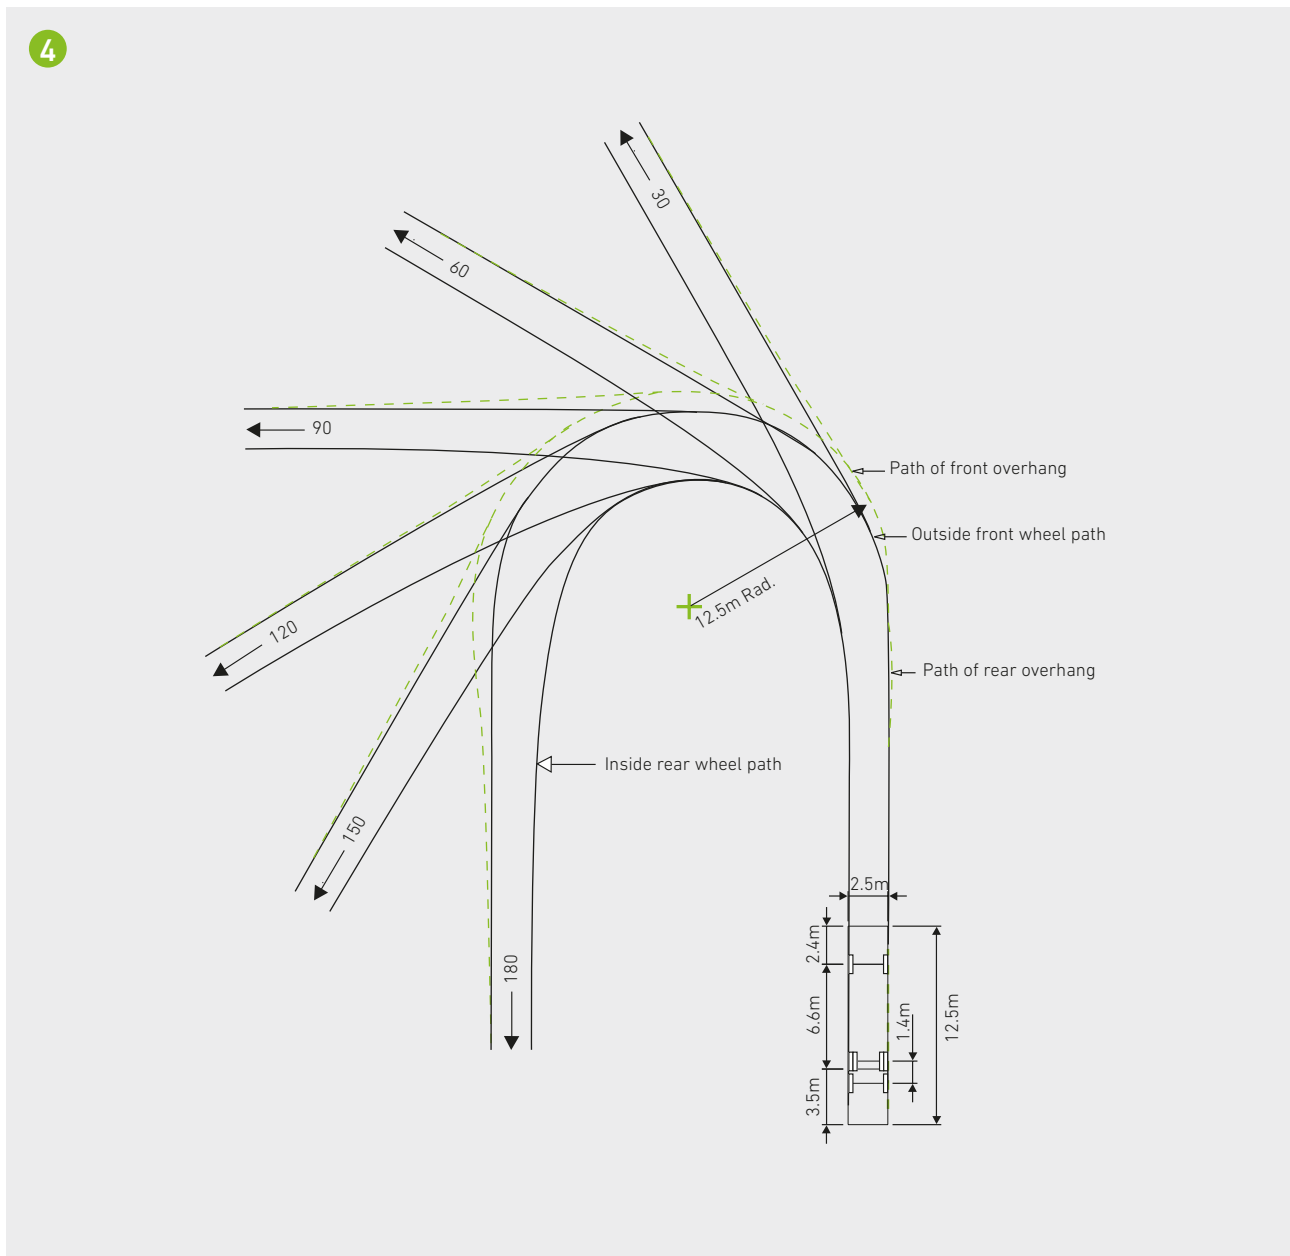 4
30
60
90
Path of front overhang
Outside front wheel path
12.5m Rad.
120
Path of rear overhang
Inside rear wheel path
150
2.5m
2.4m
180
6.6m
1.4m
12.5m
3.5m